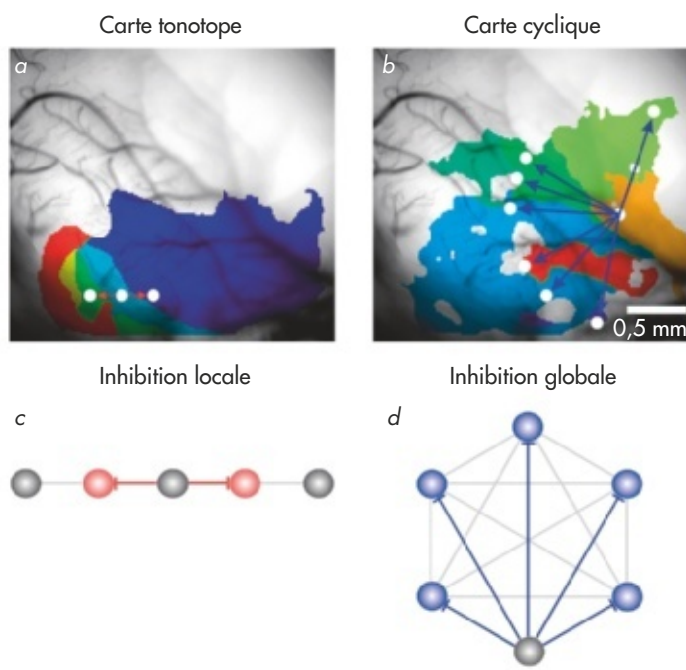 Carte tonotope
Carte cyclique
a
b
0,5 mm
Inhibition locale
Inhibition globale
c
d